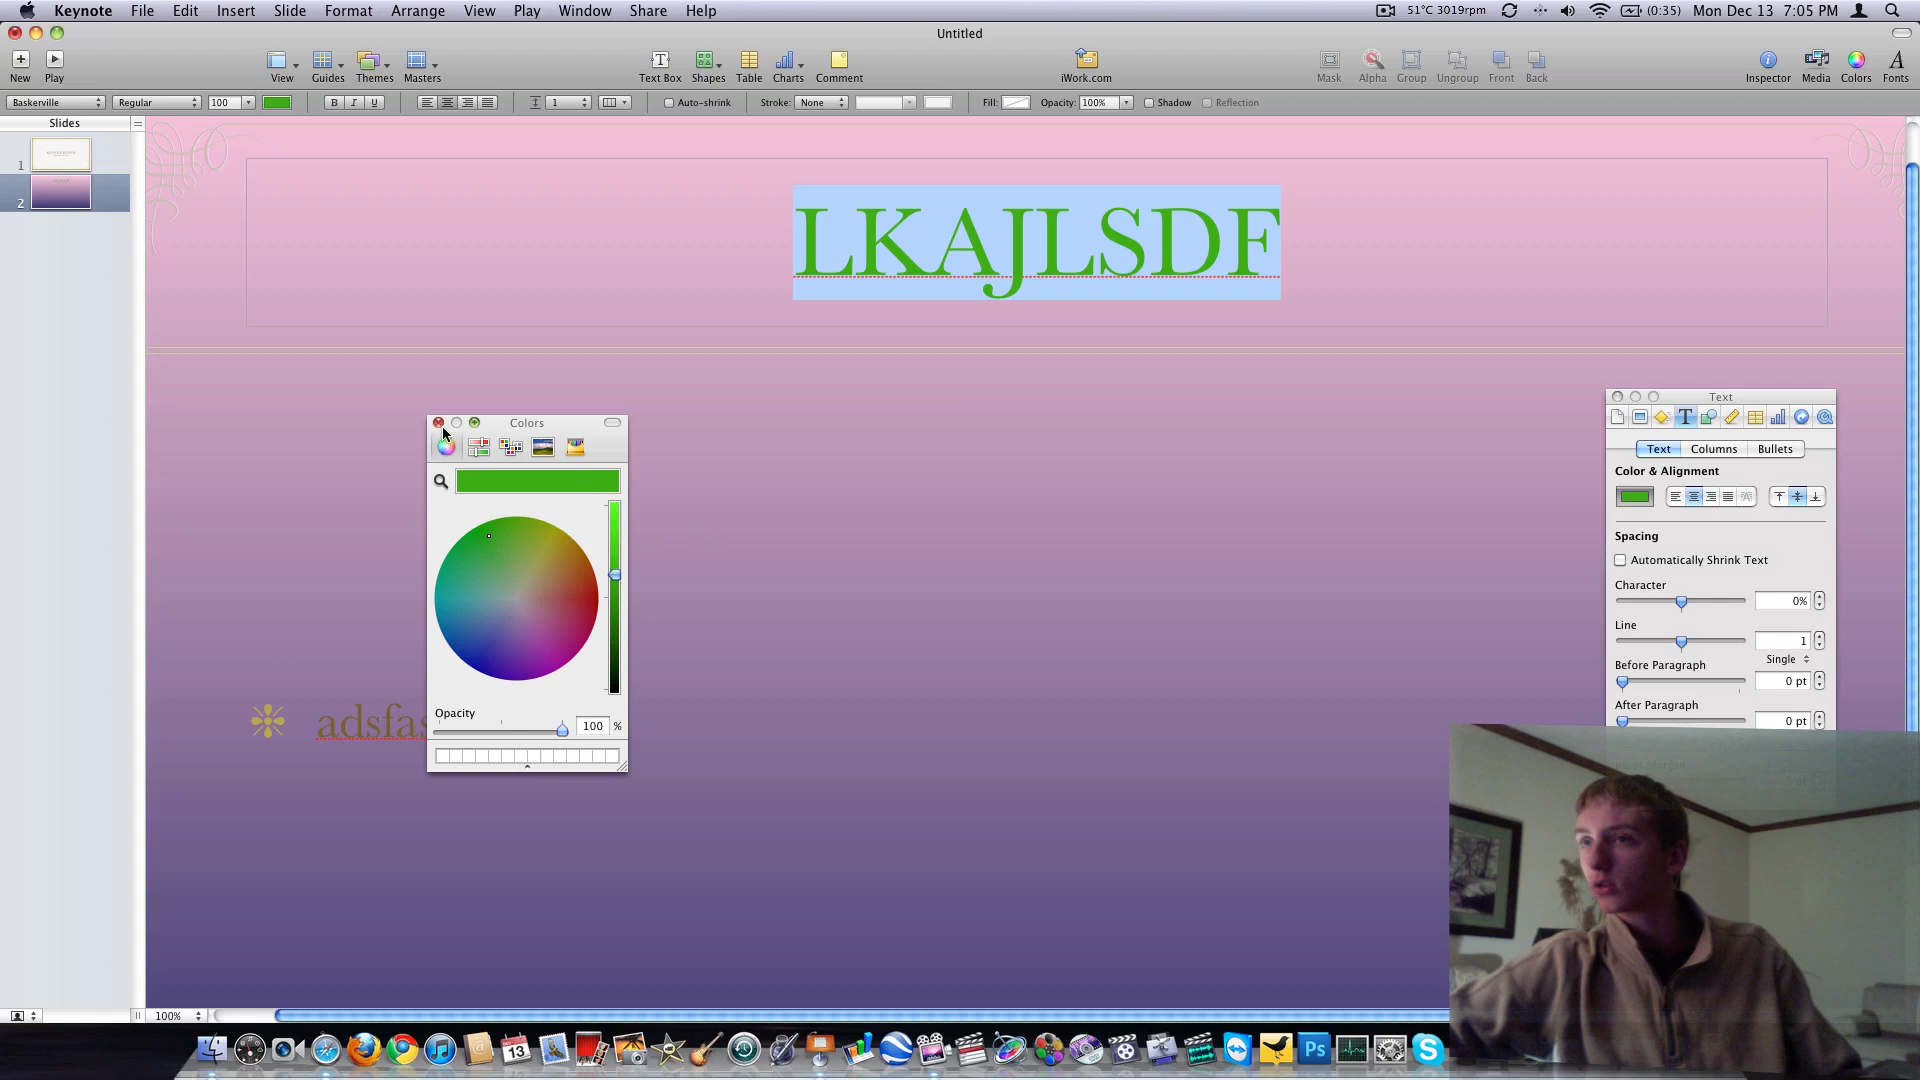 Keynote File Edit Insert Slide Format Arrange View Play Window Share Help 51°C 3019rpm (0:35) Mon Dec 13 7:05 PM
Untitled
New Play View Guides Themes Masters Text Box Shapes Table Charts Comment iWork.com Mask Alpha Group Ungroup Front Back Inspector Media Colors Fonts
Baskerville Regular 100 B I U 1 Auto-shrink Stroke: None Fill: Opacity: 100% Shadow Reflection
Slides
1
2
LKAJLSDF
adsfas
Colors
Opacity
100 %
Text
T
Text Columns Bullets
Color & Alignment
Spacing
Automatically Shrink Text
Character
0%
Line
1
Single
Before Paragraph
0 pt
After Paragraph
0 pt
100%
13
Ps
S